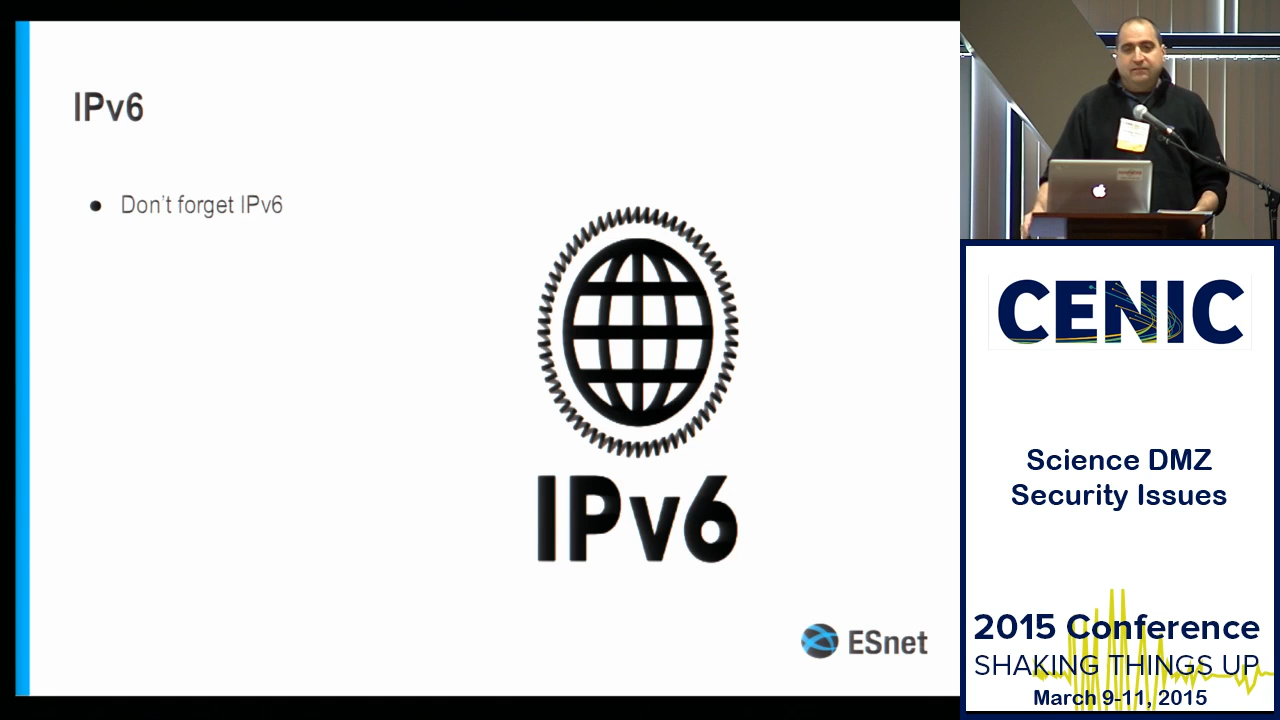 IPv6
● Don't forget IPv6
IPv6
ESnet
CENIC
Science DMZ
Security Issues
2015 Conference
SHAKING THINGS UP
March 9-11, 2015